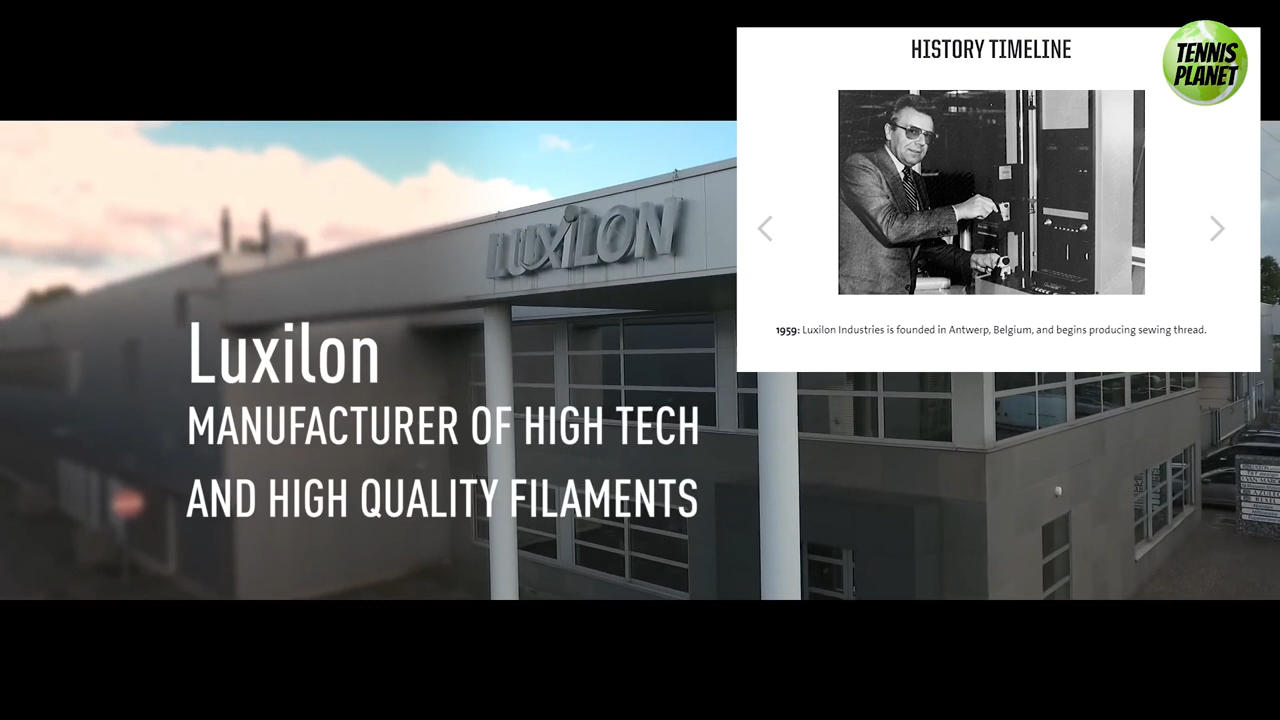 HISTORY TIMELINE
TENNIS
PLANET
LUXILON
1959: Luxilon Industries is founded in Antwerp, Belgium, and begins producing sewing thread.
Luxilon
MANUFACTURER OF HIGH TECH
AND HIGH QUALITY FILAMENTS